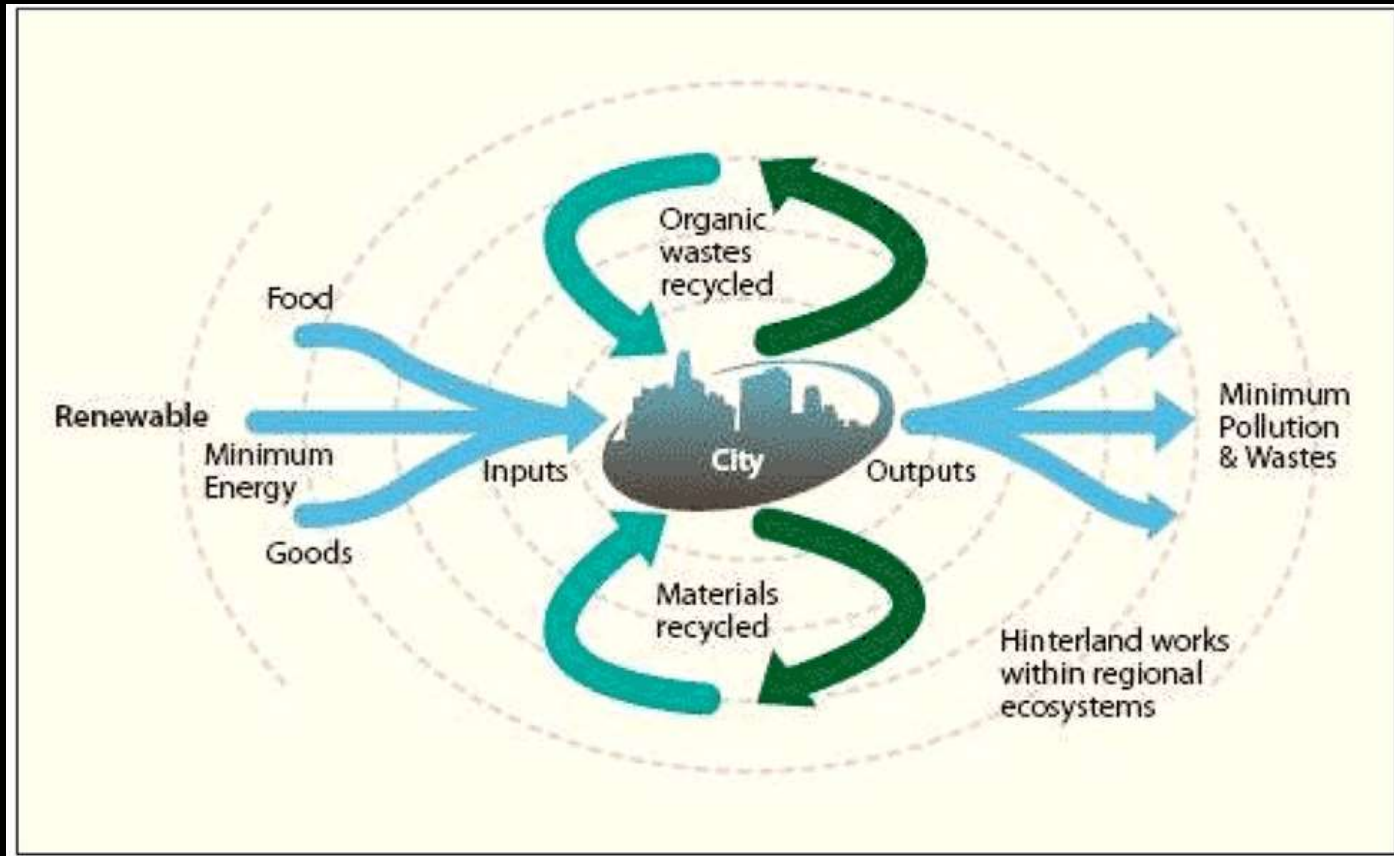 Organic
wastes
recycled
Food
Renewable
Minimum
Energy
Inputs
City
Outputs
Minimum
Pollution
& Wastes
Goods
Materials
recycled
Hinterland works
within regional
ecosystems